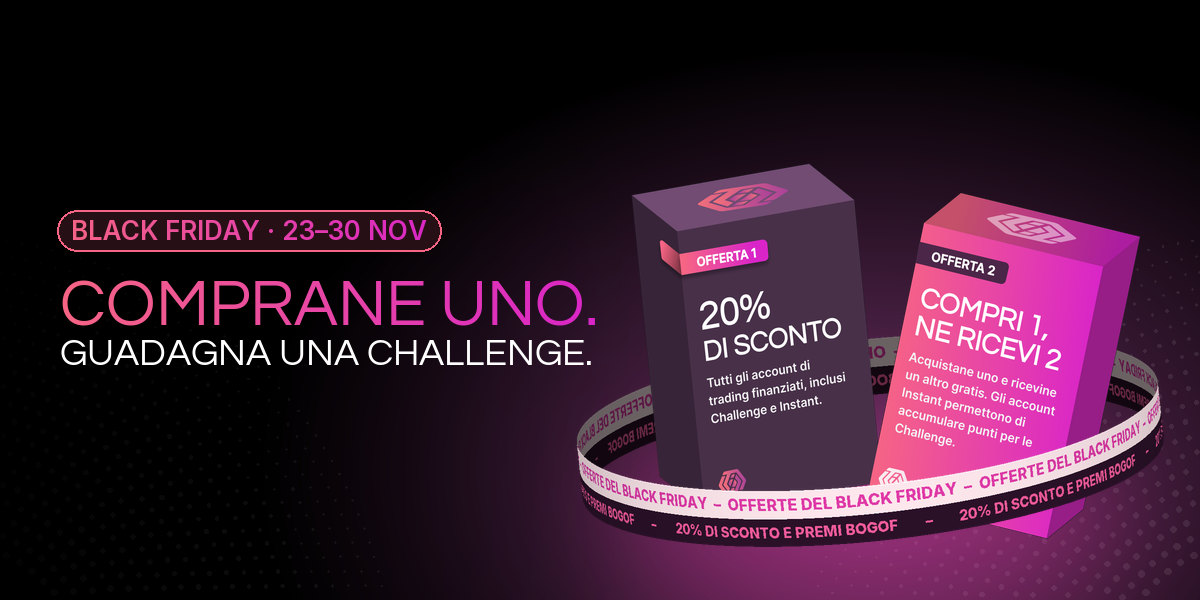 BLACK FRIDAY · 23–30 NOV
COMPRANE UNO.
GUADAGNA UNA CHALLENGE.
OFFERTA 1
20%
DI SCONTO
Tutti gli account di
trading finanziati, inclusi
Challenge e Instant.
OFFERTA 2
COMPRI 1,
NE RICEVI 2
Acquistane uno e ricevine
un altro gratis. Gli account
Instant permettono di
accumulare punti per le
Challenge.
OFFERTE DEL BLACK FRIDAY – OFFERTE DEL BLACK FRIDAY – OFFERTE DEL BLACK FRIDAY –
E PREMI BOGOF – 20% DI SCONTO E PREMI BOGOF – 20% DI SCONTO E PREMI BOGOF –